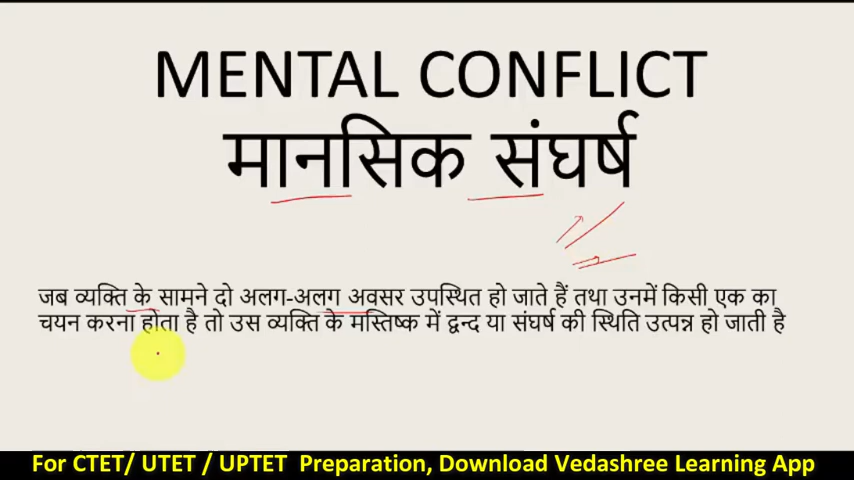 MENTAL CONFLICT
मानसिक संघर्ष
जब व्यक्ति के सामने दो अलग-अलग अवसर उपस्थित हो जाते हैं तथा उनमें किसी एक का
चयन करना होता है तो उस व्यक्ति के मस्तिष्क में द्वन्द या संघर्ष की स्थिति उत्पन्न हो जाती है
For CTET/ UTET / UPTET Preparation, Download Vedashree Learning App